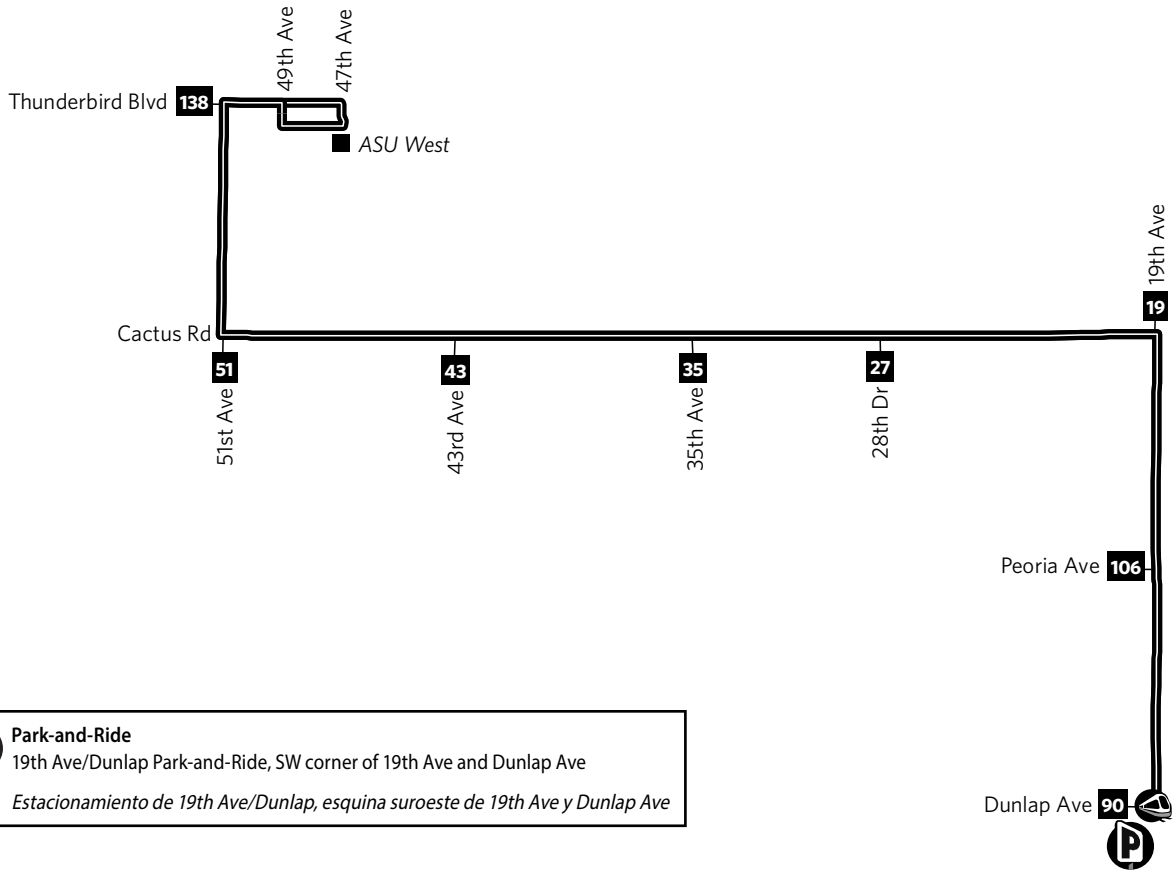 49th Ave
47th Ave
Thunderbird Blvd 138
ASU West
19th Ave
19
Cactus Rd
51
43
35
27
51st Ave
43rd Ave
35th Ave
28th Dr
Peoria Ave 106
Park-and-Ride
19th Ave/Dunlap Park-and-Ride, SW corner of 19th Ave and Dunlap Ave
Estacionamiento de 19th Ave/Dunlap, esquina suroeste de 19th Ave y Dunlap Ave
Dunlap Ave 90
P